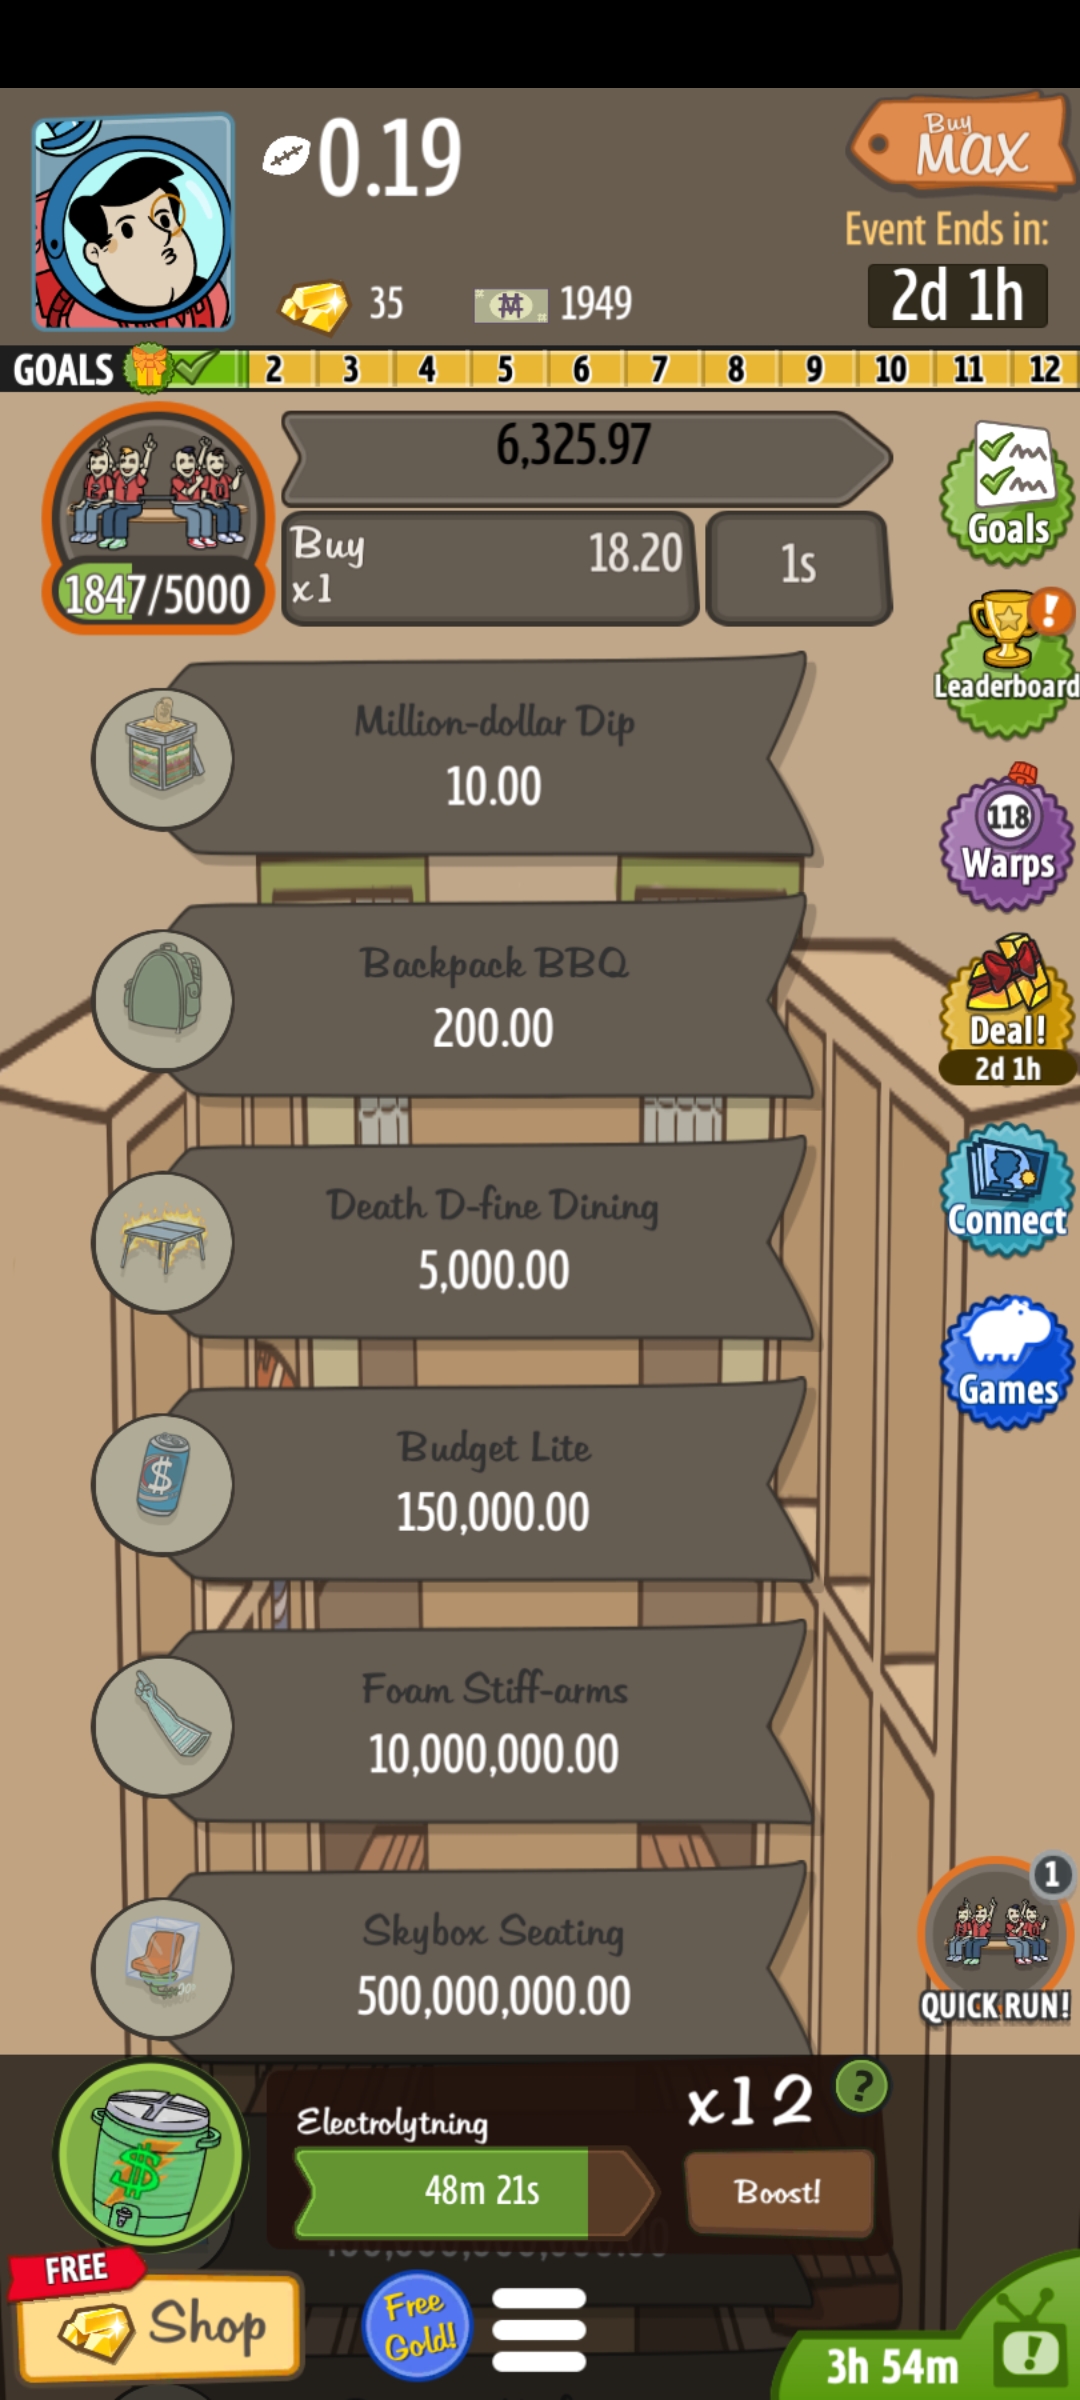 0.19
Buy
MAX
Event Ends in:
35
1949
2d 1h
GOALS 2 3 4 5 6 7 8 9 10 11 12
6,325.97
Buy
x1
18.20
1s
1847/5000
Goals
Million-dollar Dip
10.00
Leaderboard
118
Warps
Backpack BBQ
200.00
Deal!
2d 1h
Death D-fine Dining
5,000.00
Connect
Games
Budget Lite
150,000.00
Foam Stiff-arms
10,000,000.00
Skybox Seating
500,000,000.00
1
QUICK RUN!
Electrolytning
x12
?
48m 21s
Boost!
FREE
Shop
Free
Gold!
3h 54m